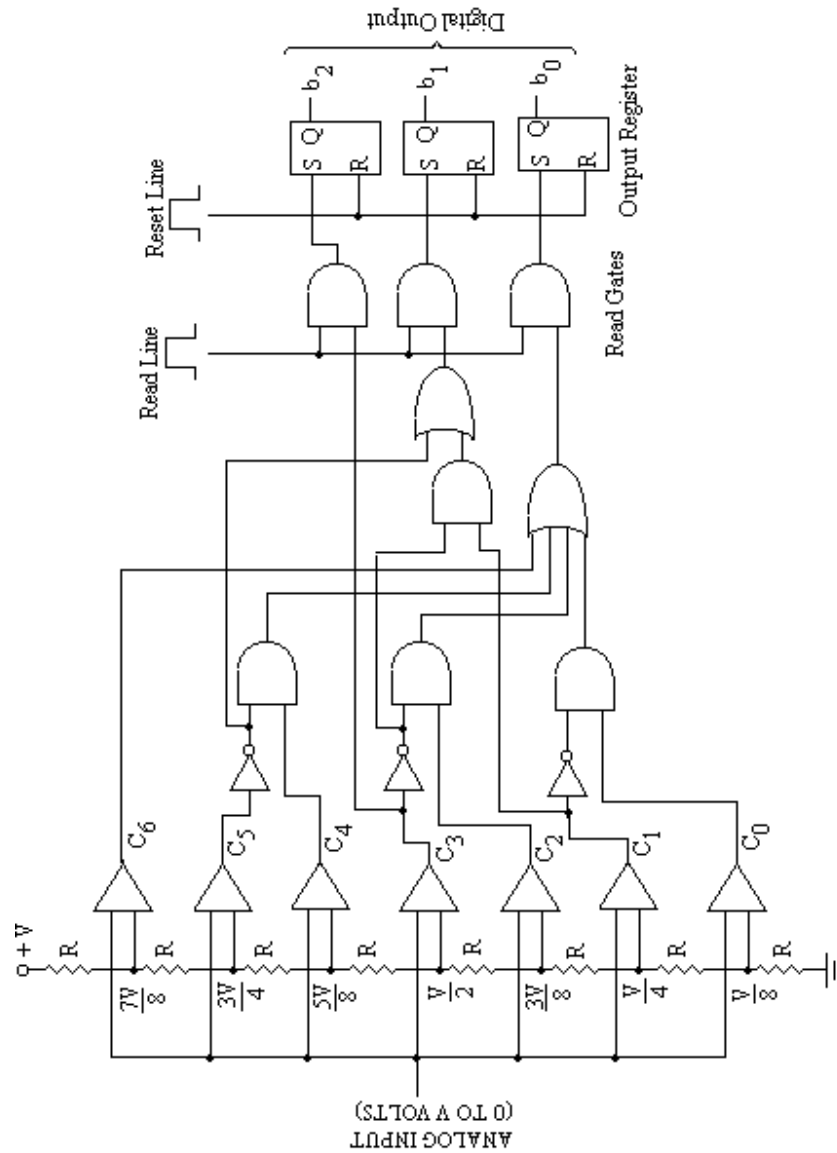 Digital Output
b2
b1
b0
Q
S
R
Q
S
R
Q
S
R
Output Register
Reset Line
Read Line
Read Gates
C6
C5
C4
C3
C2
C1
C0
+ V
R
R
R
R
R
R
R
R
7V/8
3V/4
5V/8
V/2
3V/8
V/4
V/8
ANALOG INPUT
(0 TO V VOLTS)